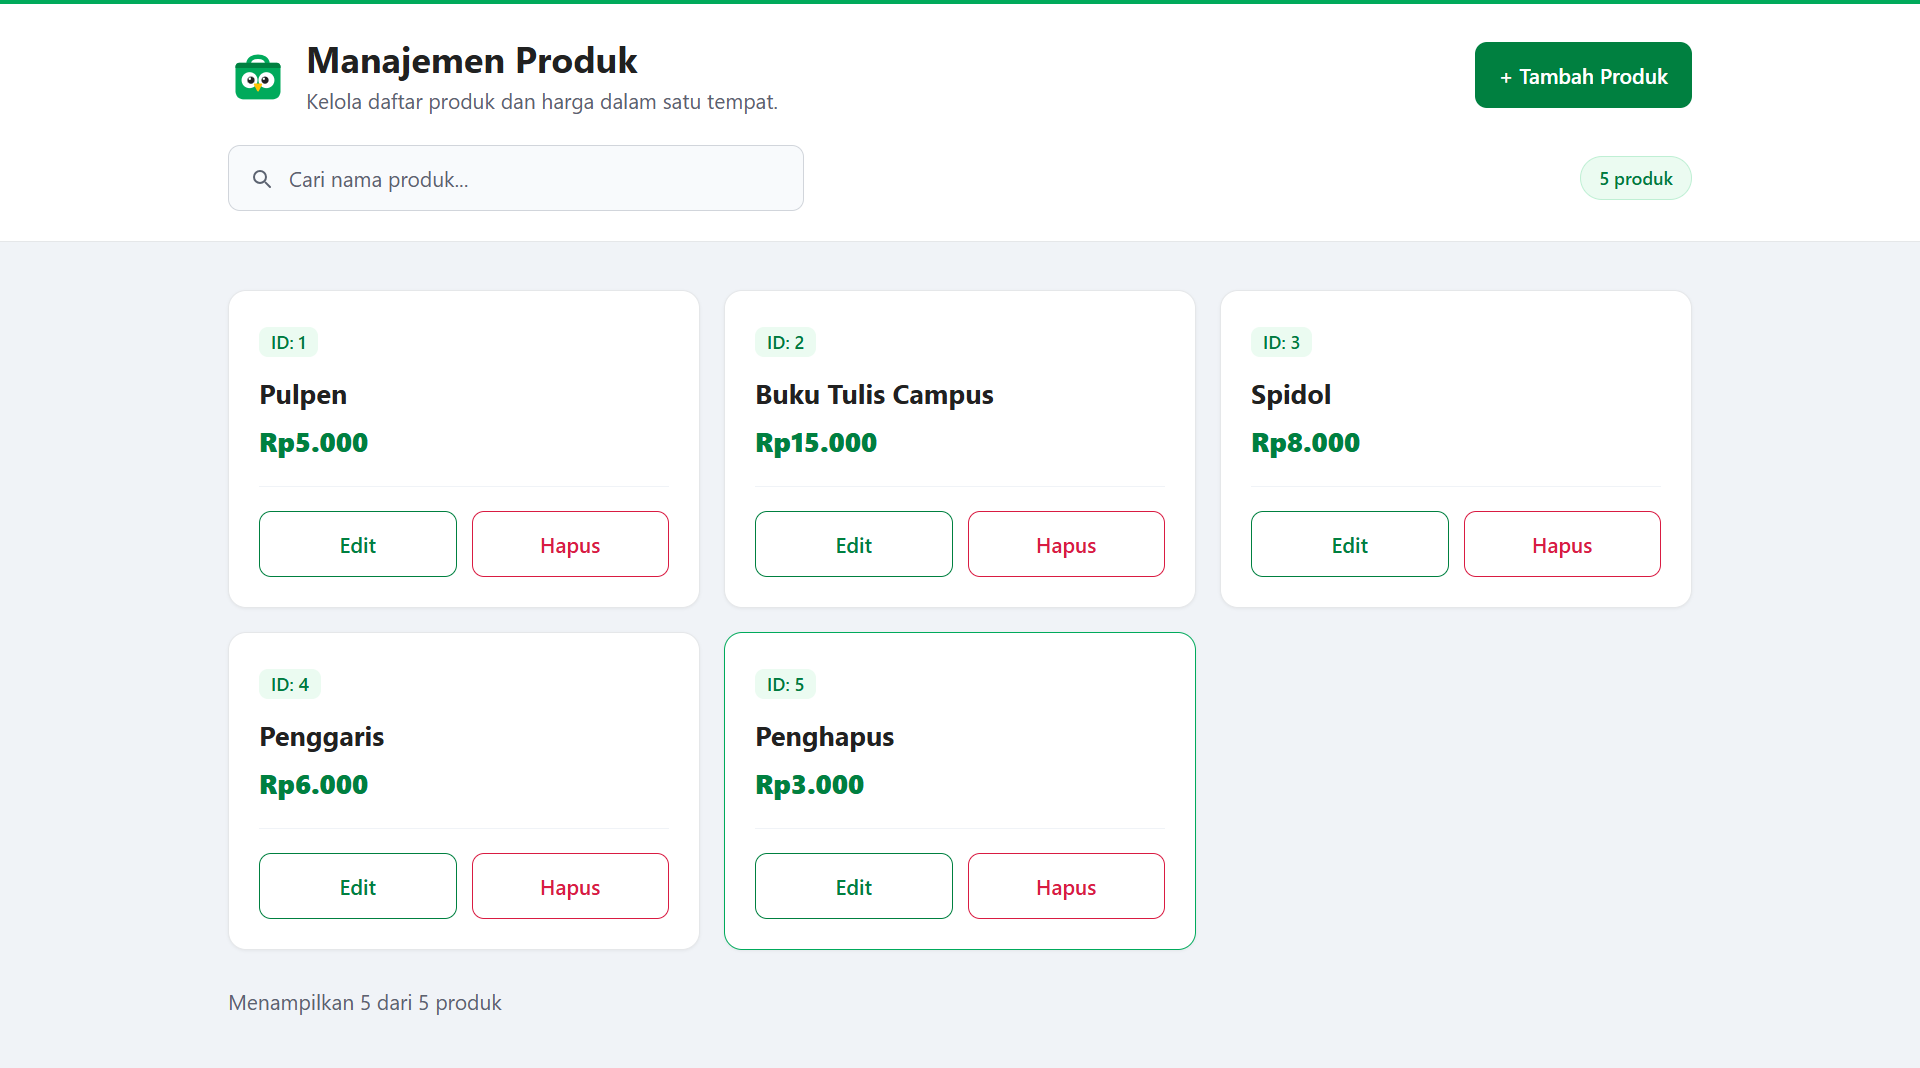 Manajemen Produk
Kelola daftar produk dan harga dalam satu tempat.
+ Tambah Produk
Cari nama produk...
5 produk
ID: 1
Pulpen
Rp5.000
Edit
Hapus
ID: 2
Buku Tulis Campus
Rp15.000
Edit
Hapus
ID: 3
Spidol
Rp8.000
Edit
Hapus
ID: 4
Penggaris
Rp6.000
Edit
Hapus
ID: 5
Penghapus
Rp3.000
Edit
Hapus
Menampilkan 5 dari 5 produk